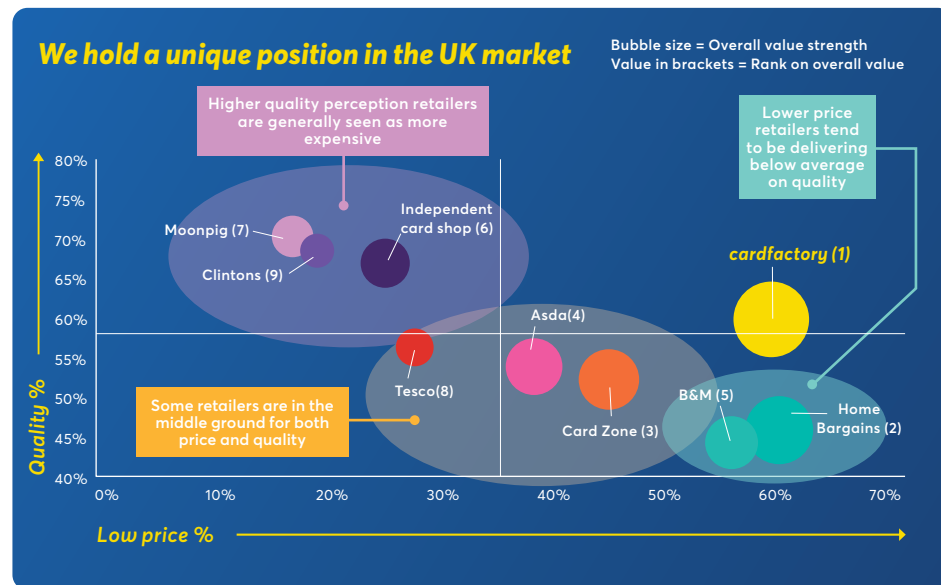 We hold a unique position in the UK market
Bubble size = Overall value strength
Value in brackets = Rank on overall value
Higher quality perception retailers
are generally seen as more
expensive
Lower price
retailers tend
to be delivering
below average
on quality
80%
75%
70%
65%
60%
55%
50%
45%
40%
Quality %
Moonpig (7)
Clintons (9)
Independent
card shop (6)
cardfactory (1)
Asda(4)
Tesco(8)
Card Zone (3)
B&M (5)
Home
Bargains (2)
Some retailers are in the
middle ground for both
price and quality
0%
10%
20%
30%
40%
50%
60%
70%
Low price %